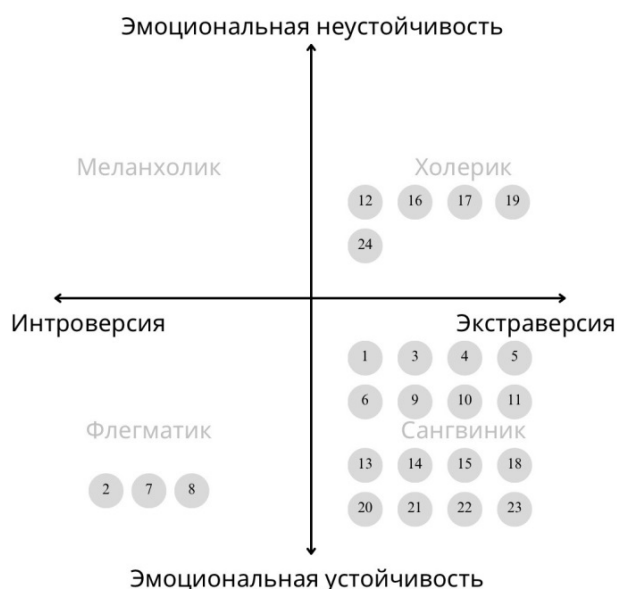 Эмоциональная неустойчивость
Меланхолик Холерик
12 16 17 19
24
Интроверсия Экстраверсия
1 3 4 5
6 9 10 11
Флегматик Сангвиник
13 14 15 18
2 7 8
20 21 22 23
Эмоциональная устойчивость